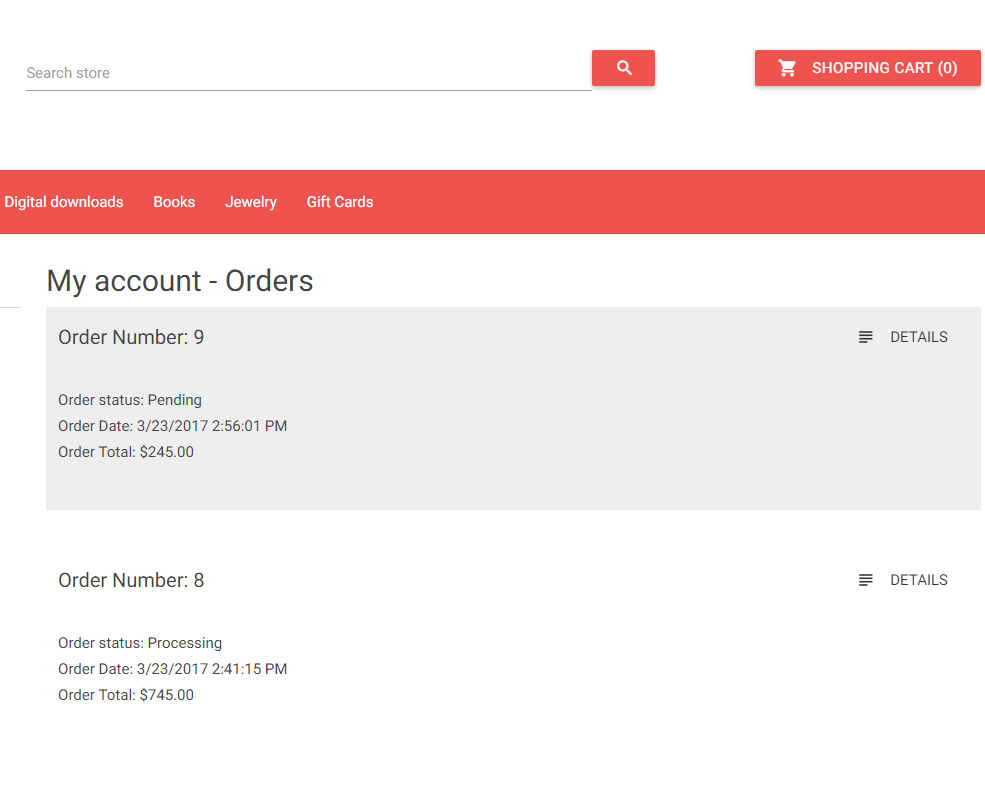 Search store
SHOPPING CART (0)
Digital downloads Books Jewelry Gift Cards
My account - Orders
Order Number: 9 DETAILS
Order status: Pending
Order Date: 3/23/2017 2:56:01 PM
Order Total: $245.00
Order Number: 8 DETAILS
Order status: Processing
Order Date: 3/23/2017 2:41:15 PM
Order Total: $745.00